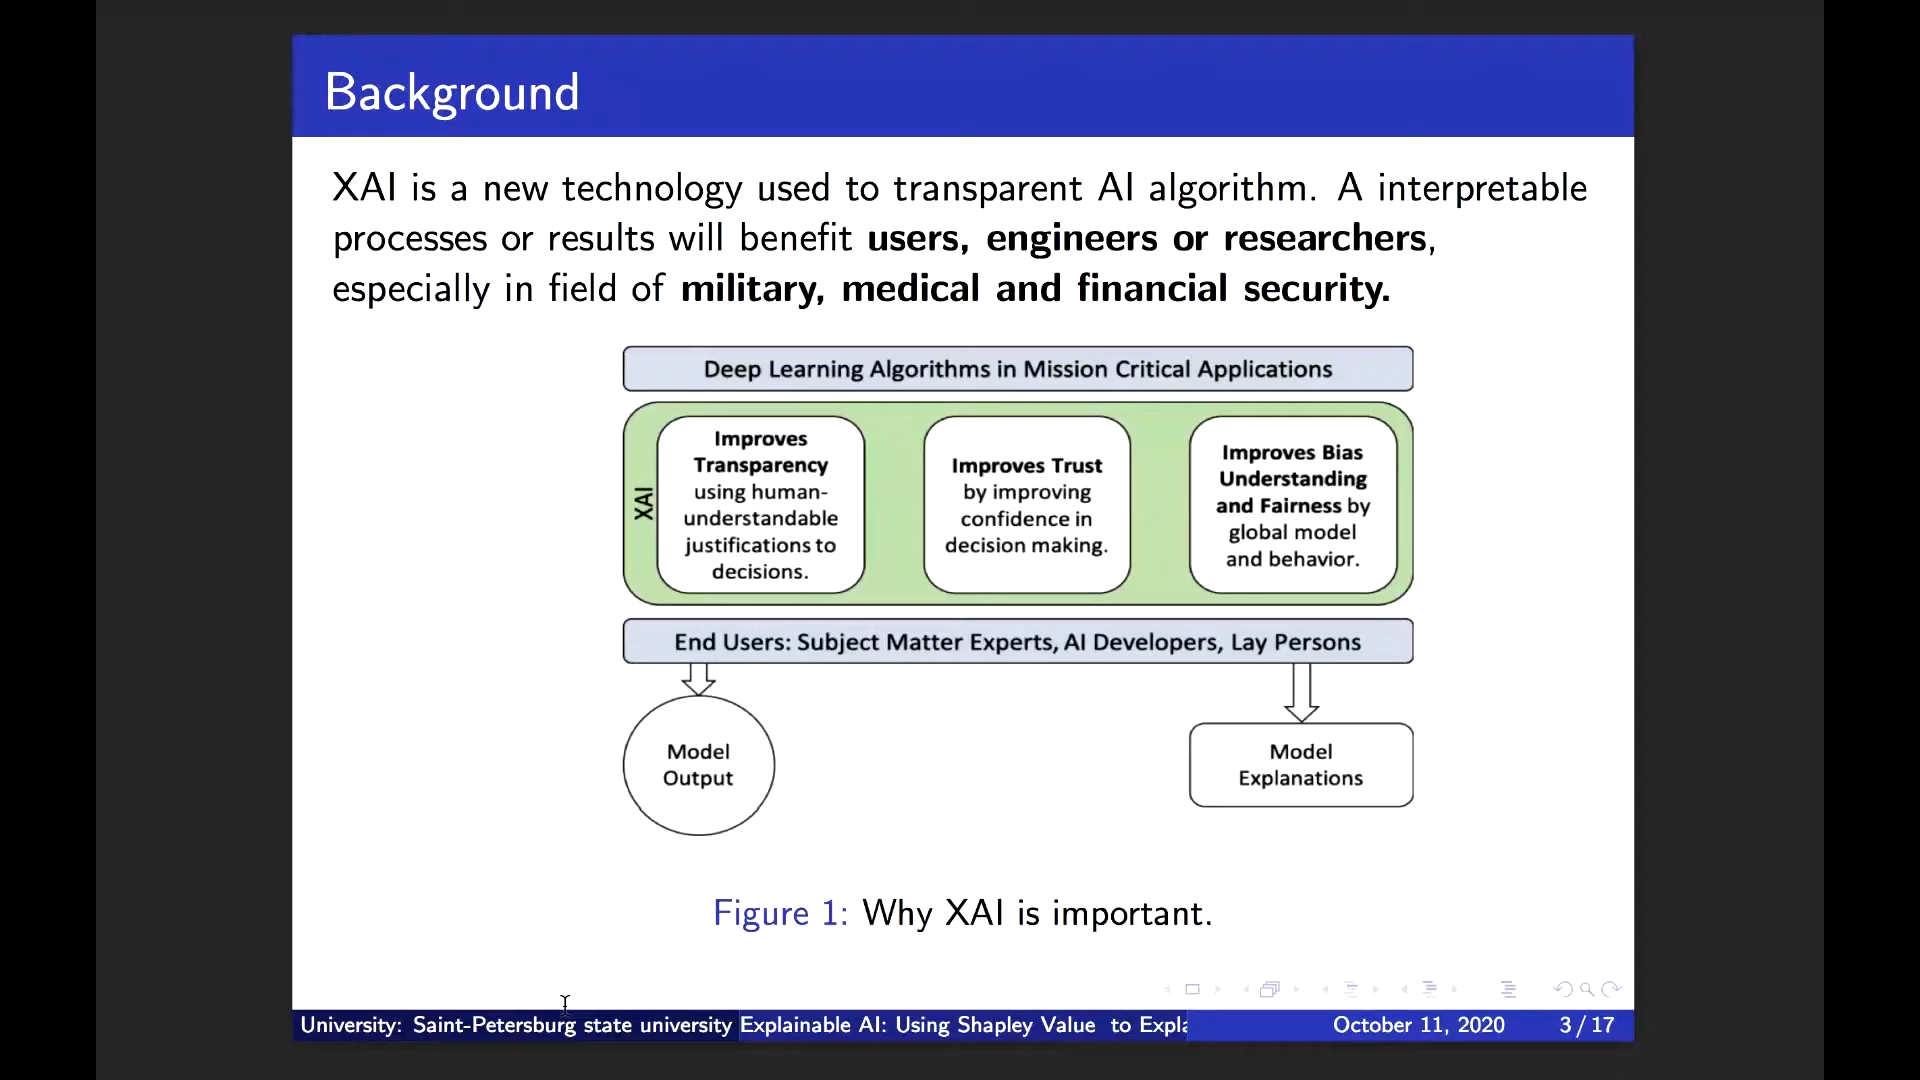 Background
XAI is a new technology used to transparent AI algorithm. A interpretable
processes or results will benefit users, engineers or researchers,
especially in field of military, medical and financial security.
Deep Learning Algorithms in Mission Critical Applications
XAI
Improves
Transparency
using human-
understandable
justifications to
decisions.
Improves Trust
by improving
confidence in
decision making.
Improves Bias
Understanding
and Fairness by
global model
and behavior.
End Users: Subject Matter Experts, AI Developers, Lay Persons
Model
Output
Model
Explanations
Figure 1: Why XAI is important.
University: Saint-Petersburg state university Explainable AI: Using Shapley Value to Expla October 11, 2020 3 / 17